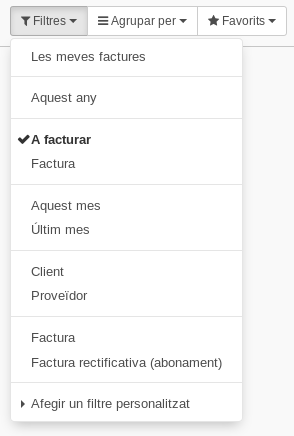 Filtres Agrupar per Favorits
Les meves factures
Aquest any
A facturar
Factura
Aquest mes
Últim mes
Client
Proveïdor
Factura
Factura rectificativa (abonament)
Afegir un filtre personalitzat